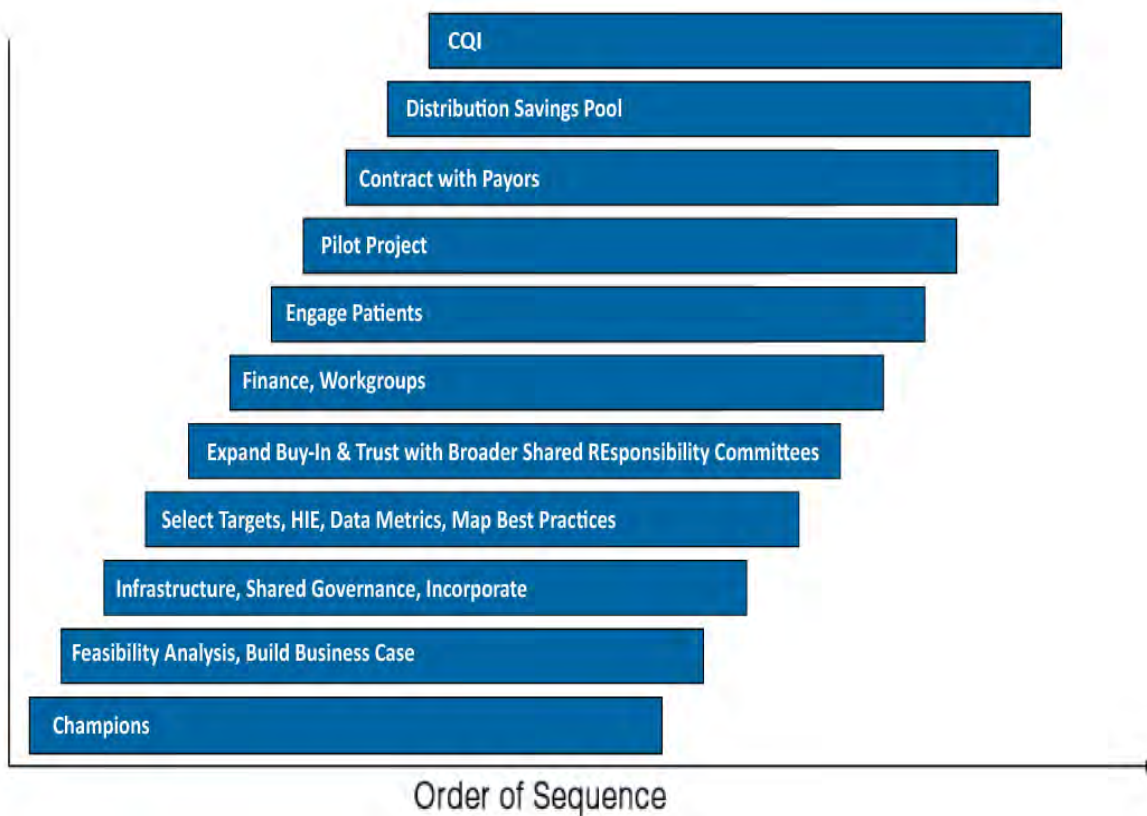 CQI
Distribution Savings Pool
Contract with Payors
Pilot Project
Engage Patients
Finance, Workgroups
Expand Buy-In & Trust with Broader Shared REsponsibility Committees
Select Targets, HIE, Data Metrics, Map Best Practices
Infrastructure, Shared Governance, Incorporate
Feasibility Analysis, Build Business Case
Champions
Order of Sequence